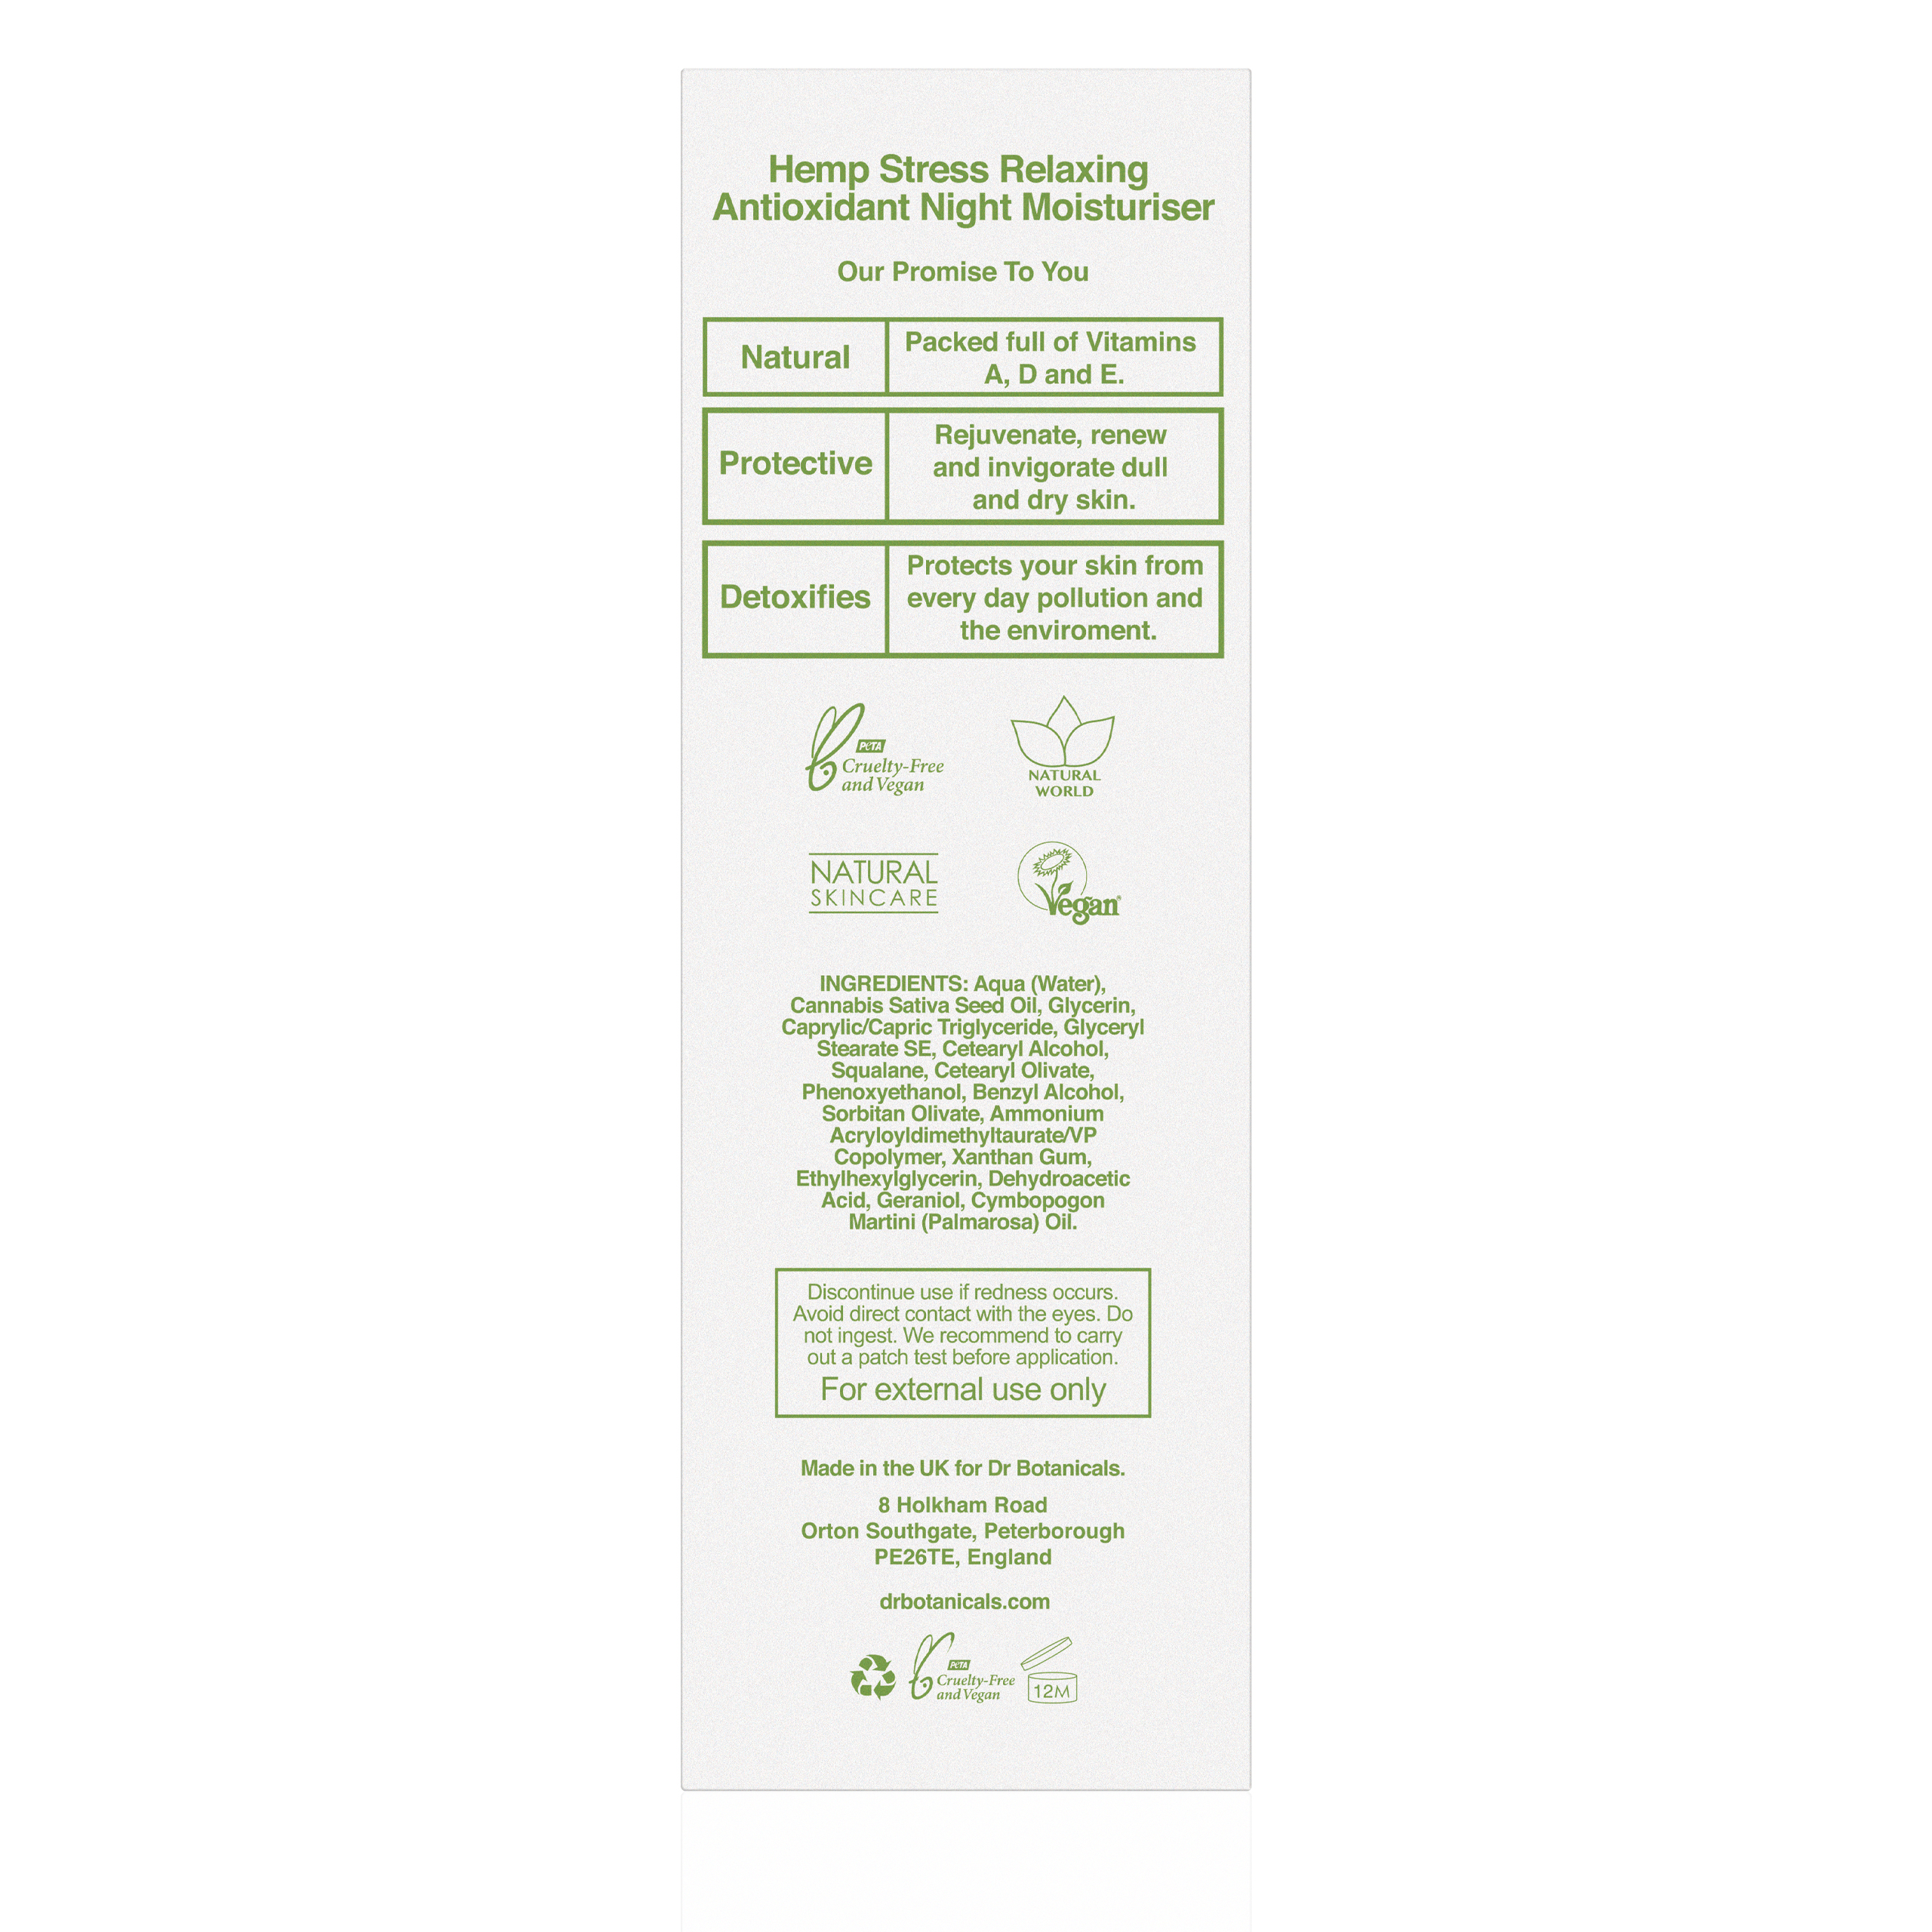 Hemp Stress Relaxing
Antioxidant Night Moisturiser
Our Promise To You
Natural
Packed full of Vitamins
A, D and E.
Protective
Rejuvenate, renew
and invigorate dull
and dry skin.
Detoxifies
Protects your skin from
every day pollution and
the enviroment.
PETA
Cruelty-Free
and Vegan
NATURAL
WORLD
NATURAL
SKINCARE
Vegan®
INGREDIENTS: Aqua (Water),
Cannabis Sativa Seed Oil, Glycerin,
Caprylic/Capric Triglyceride, Glyceryl
Stearate SE, Cetearyl Alcohol,
Squalane, Cetearyl Olivate,
Phenoxyethanol, Benzyl Alcohol,
Sorbitan Olivate, Ammonium
Acryloyldimethyltaurate/VP
Copolymer, Xanthan Gum,
Ethylhexylglycerin, Dehydroacetic
Acid, Geraniol, Cymbopogon
Martini (Palmarosa) Oil.
Discontinue use if redness occurs.
Avoid direct contact with the eyes. Do
not ingest. We recommend to carry
out a patch test before application.
For external use only
Made in the UK for Dr Botanicals.
8 Holkham Road
Orton Southgate, Peterborough
PE26TE, England
drbotanicals.com
PETA
Cruelty-Free
and Vegan
12M